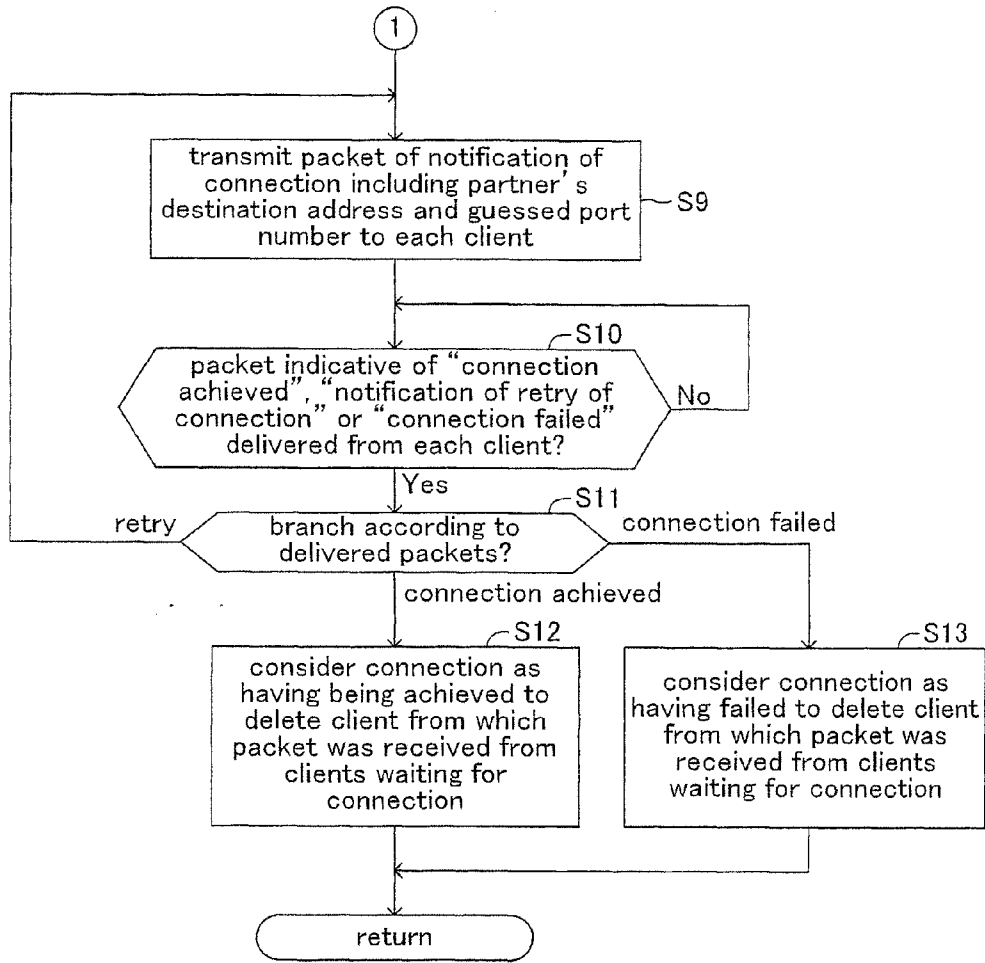 1
transmit packet of notification of
connection including partner's
destination address and guessed port
number to each client
S9
S10
packet indicative of “connection
achieved”, “notification of retry of
connection” or “connection failed”
delivered from each client?
No
Yes
S11
retry
branch according to
delivered packets?
connection failed
connection achieved
S12
consider connection as
having being achieved to
delete client from which
packet was received from
clients waiting for
connection
S13
consider connection as
having failed to delete client
from which packet was
received from clients
waiting for connection
return